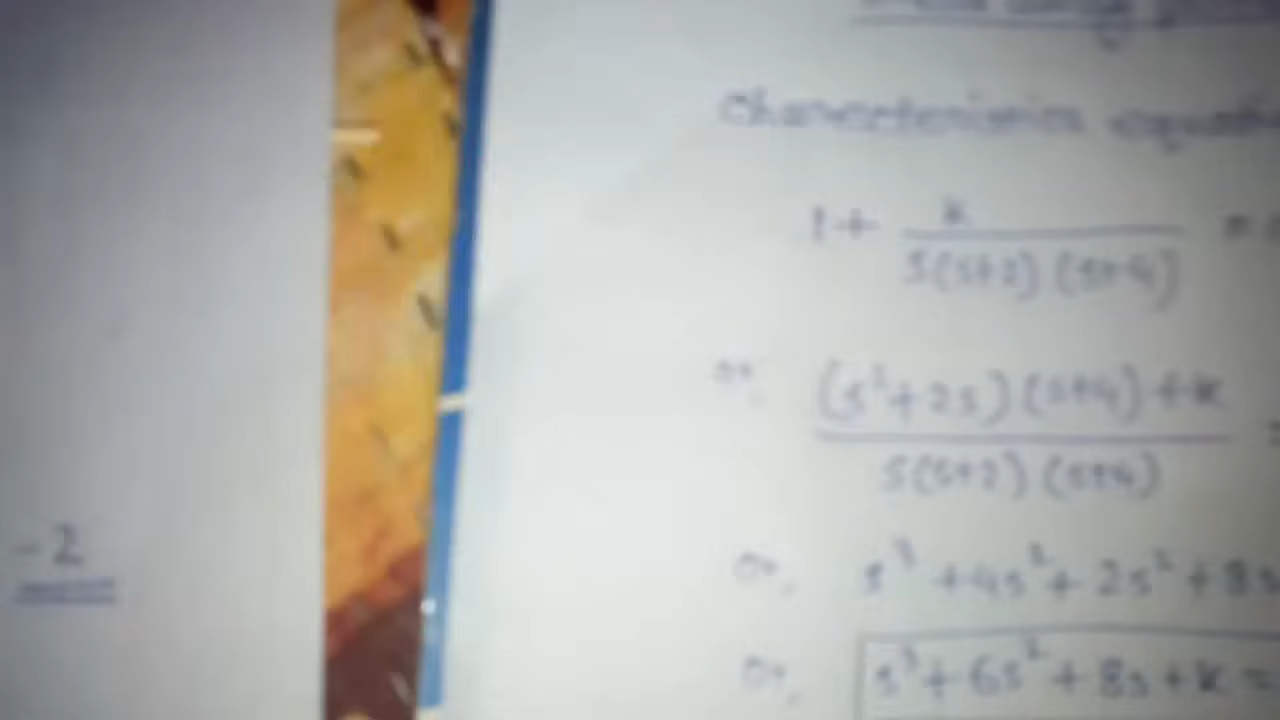 Characteristics equati
1 + k / s(s+2) (s+4) =
or, (s²+2s) (s+4) + k / s(s+2) (s+4) =
or, s³ + 4s² + 2s² + 8s
or, s³ + 6s² + 8s + k =
-2